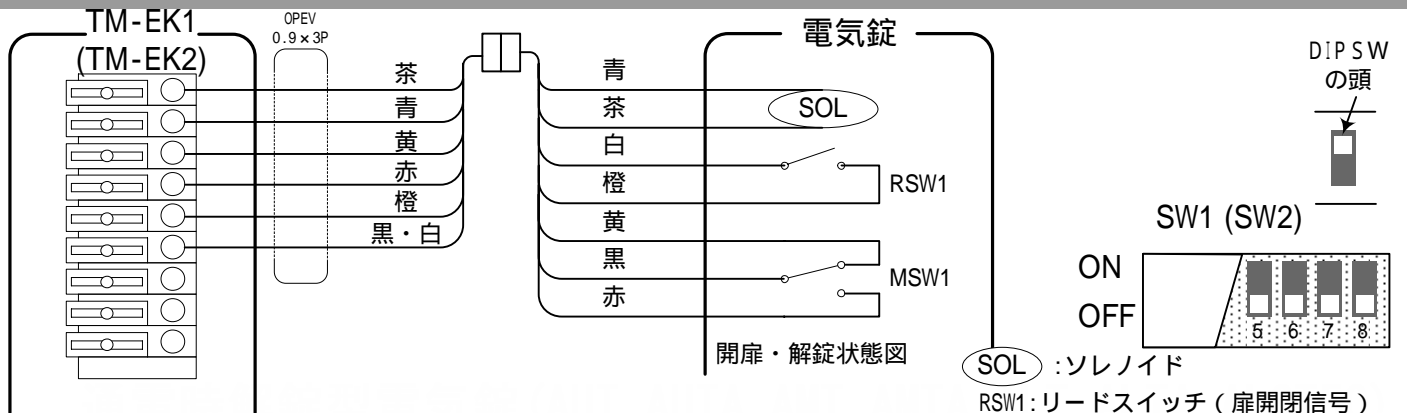 TM-EK1
(TM-EK2)
OPEV
0.9×3P
茶
青
黄
赤
橙
黒・白
電気錠
青
茶
白
橙
黄
黒
赤
SOL
RSW1
MSW1
開扉・解錠状態図
DIPSW
の頭
SW1 (SW2)
ON
OFF
5 6 7 8
SOL :ソレノイド
RSW1:リードスイッチ(扉開閉信号)